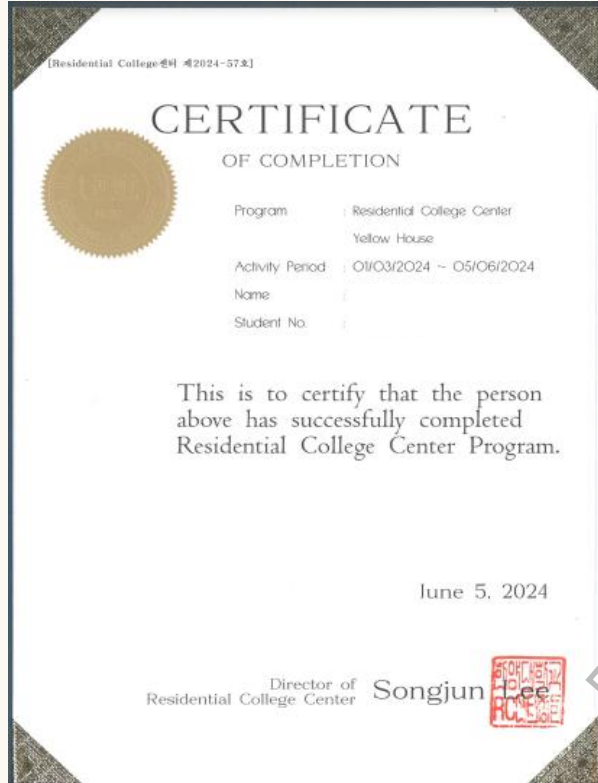 [Residential College센터 제2024-57호]
CERTIFICATE
OF COMPLETION
Program : Residential College Center
Yellow House
Activity Period : 01/03/2024 ~ 05/06/2024
Name :
Student No. :
This is to certify that the person
above has successfully completed
Residential College Center Program.
June 5, 2024
Director of
Residential College Center
Songjun Lee